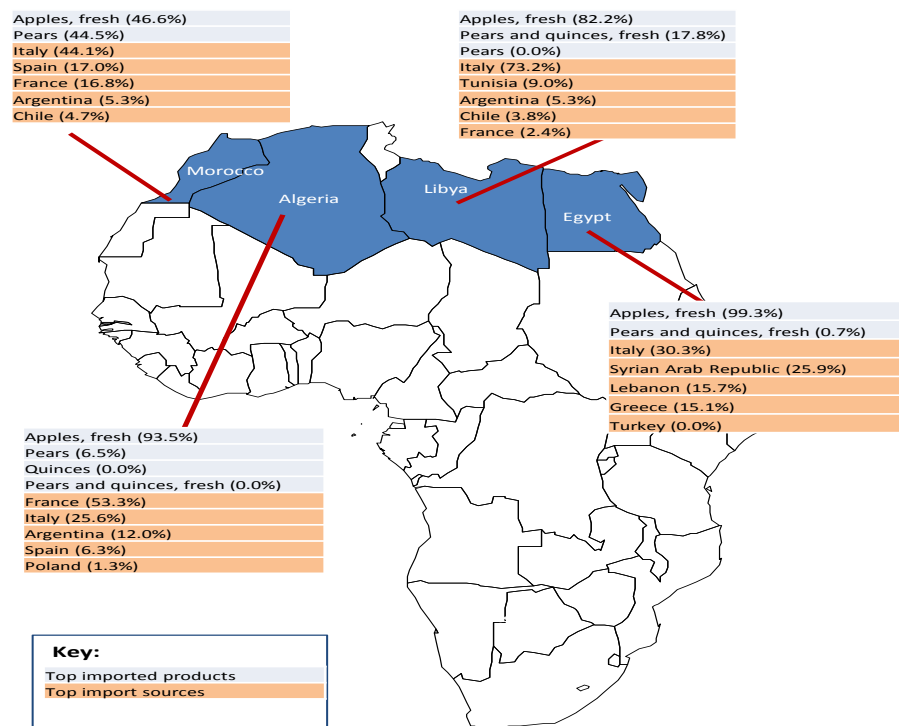 Apples, fresh (46.6%)
Pears (44.5%)
Italy (44.1%)
Spain (17.0%)
France (16.8%)
Argentina (5.3%)
Chile (4.7%)
Apples, fresh (82.2%)
Pears and quinces, fresh (17.8%)
Pears (0.0%)
Italy (73.2%)
Tunisia (9.0%)
Argentina (5.3%)
Chile (3.8%)
France (2.4%)
Morocco
Algeria
Libya
Egypt
Apples, fresh (99.3%)
Pears and quinces, fresh (0.7%)
Italy (30.3%)
Syrian Arab Republic (25.9%)
Lebanon (15.7%)
Greece (15.1%)
Turkey (0.0%)
Apples, fresh (93.5%)
Pears (6.5%)
Quinces (0.0%)
Pears and quinces, fresh (0.0%)
France (53.3%)
Italy (25.6%)
Argentina (12.0%)
Spain (6.3%)
Poland (1.3%)
Key:
Top imported products
Top import sources